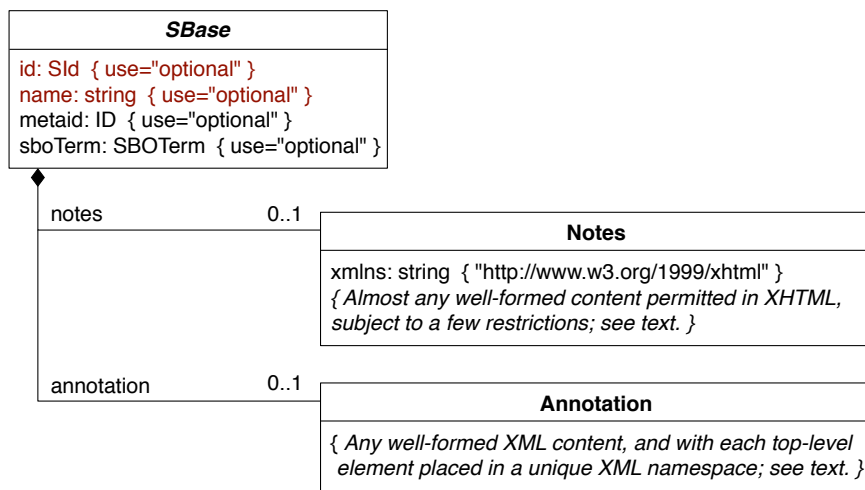 SBase
id: SId { use="optional" }
name: string { use="optional" }
metaid: ID { use="optional" }
sboTerm: SBOTerm { use="optional" }
notes
0..1
Notes
xmlns: string { "http://www.w3.org/1999/xhtml" }
{ Almost any well-formed content permitted in XHTML,
subject to a few restrictions; see text. }
annotation
0..1
Annotation
{ Any well-formed XML content, and with each top-level
element placed in a unique XML namespace; see text. }